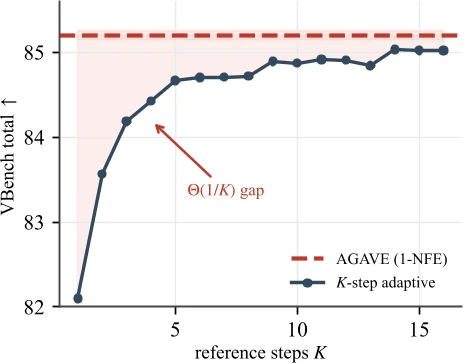 85
84
83
82
VBench total ↑
Θ(1/K) gap
AGAVE (1-NFE)
K-step adaptive
5
10
15
reference steps K